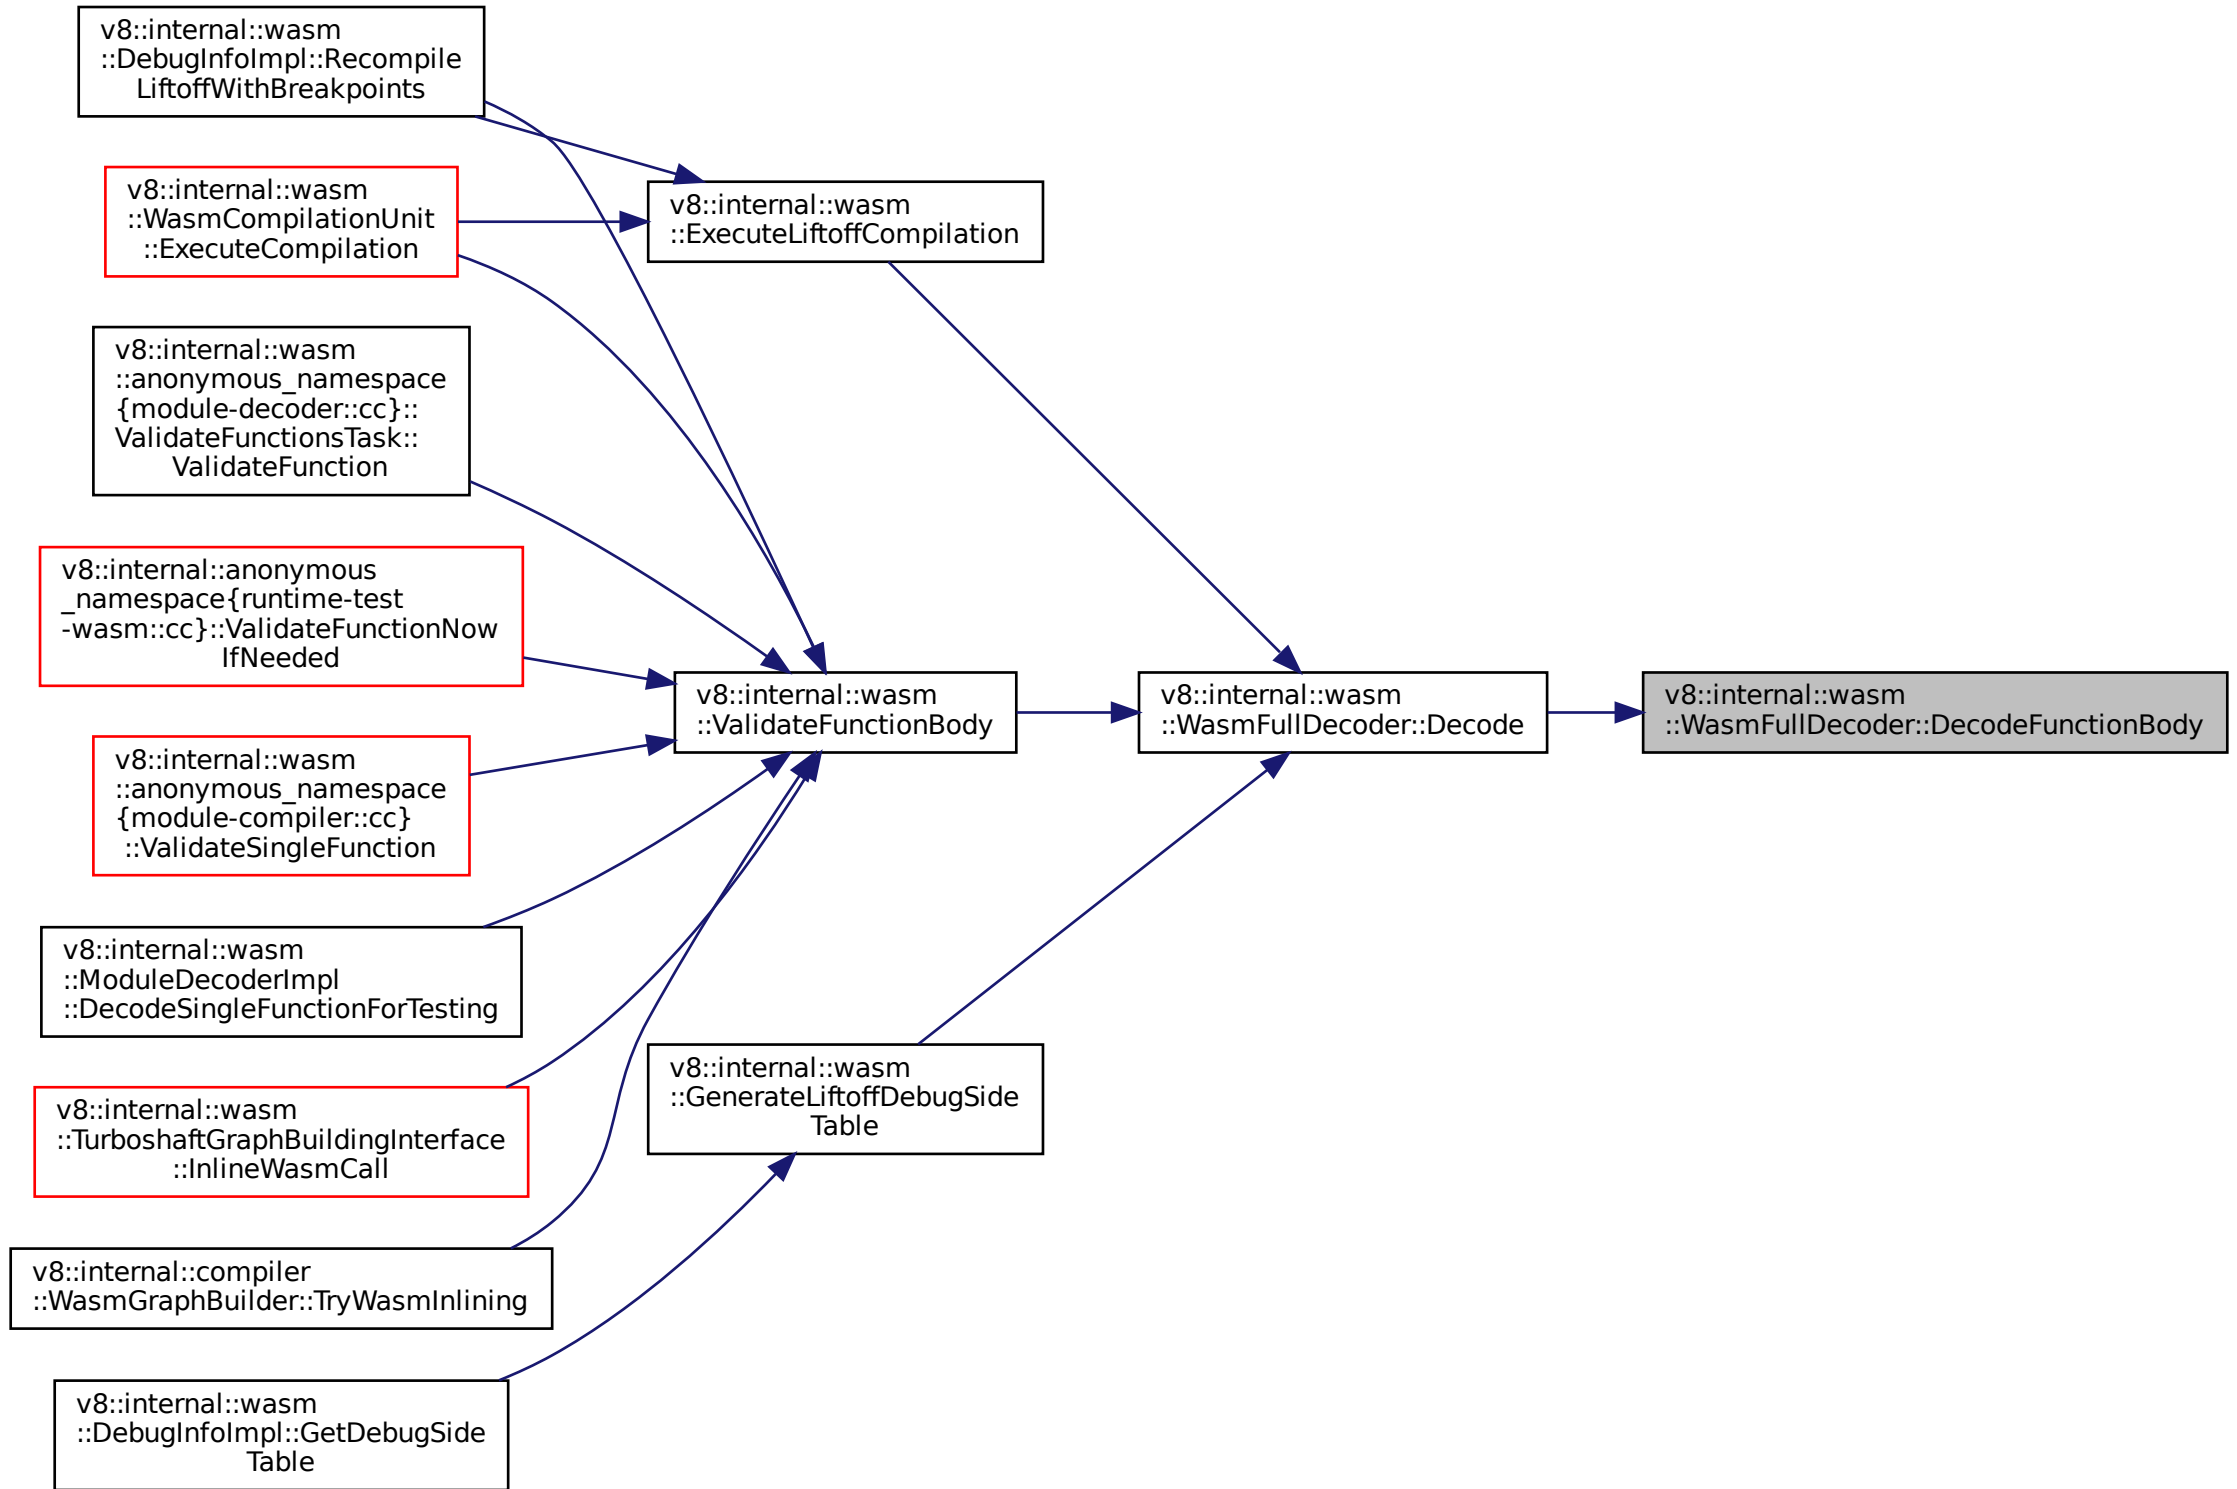 v8::internal::wasm
::DebugInfoImpl::Recompile
LiftoffWithBreakpoints
v8::internal::wasm
::WasmCompilationUnit
::ExecuteCompilation
v8::internal::wasm
::anonymous_namespace
{module-decoder::cc}::
ValidateFunctionsTask::
ValidateFunction
v8::internal::anonymous
_namespace{runtime-test
-wasm::cc}::ValidateFunctionNow
IfNeeded
v8::internal::wasm
::anonymous_namespace
{module-compiler::cc}
::ValidateSingleFunction
v8::internal::wasm
::ModuleDecoderImpl
::DecodeSingleFunctionForTesting
v8::internal::wasm
::TurboshaftGraphBuildingInterface
::InlineWasmCall
v8::internal::compiler
::WasmGraphBuilder::TryWasmInlining
v8::internal::wasm
::DebugInfoImpl::GetDebugSide
Table
v8::internal::wasm
::ExecuteLiftoffCompilation
v8::internal::wasm
::ValidateFunctionBody
v8::internal::wasm
::GenerateLiftoffDebugSide
Table
v8::internal::wasm
::WasmFullDecoder::Decode
v8::internal::wasm
::WasmFullDecoder::DecodeFunctionBody